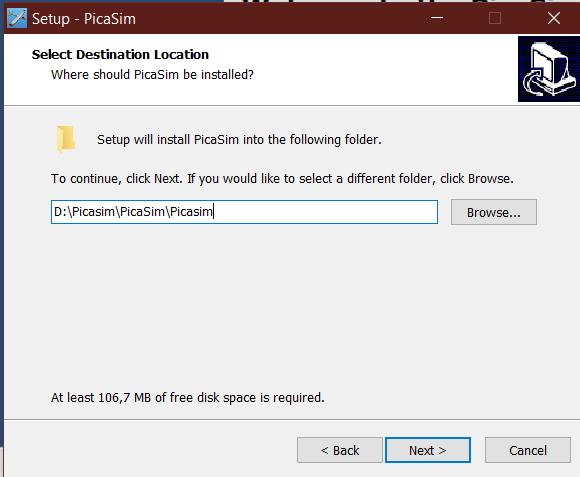 Setup - PicaSim
Select Destination Location
Where should PicaSim be installed?
Setup will install PicaSim into the following folder.
To continue, click Next. If you would like to select a different folder, click Browse.
D:\Picasim\PicaSim\Picasim
Browse...
At least 106,7 MB of free disk space is required.
< Back
Next >
Cancel